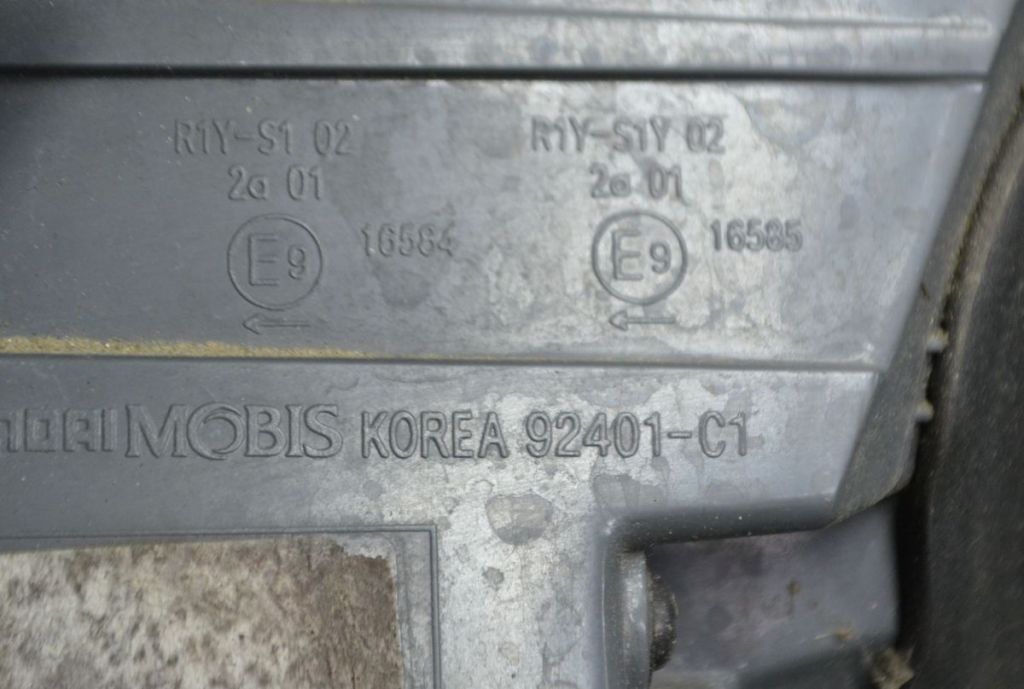 R1Y-S1 02
2a 01
E9 16584
←
R1Y-S1Y 02
2a 01
E9 16585
←
MOBIS KOREA 92401-C1